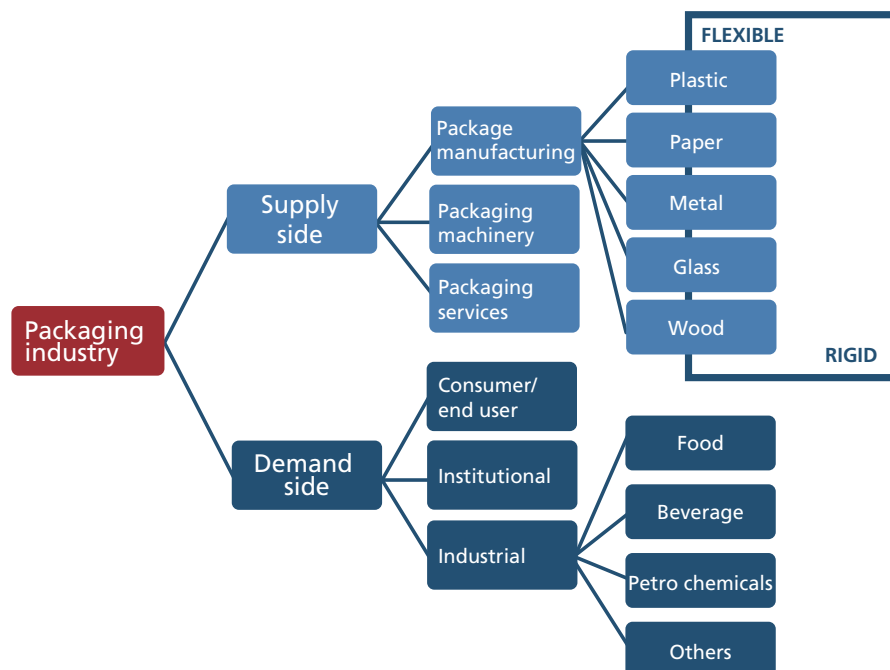 FLEXIBLE
Plastic
Package
manufacturing
Paper
Supply
side
Metal
Packaging
machinery
Glass
Packaging
services
Wood
Packaging
industry
RIGID
Consumer/
end user
Food
Demand
side
Institutional
Beverage
Industrial
Petro chemicals
Others